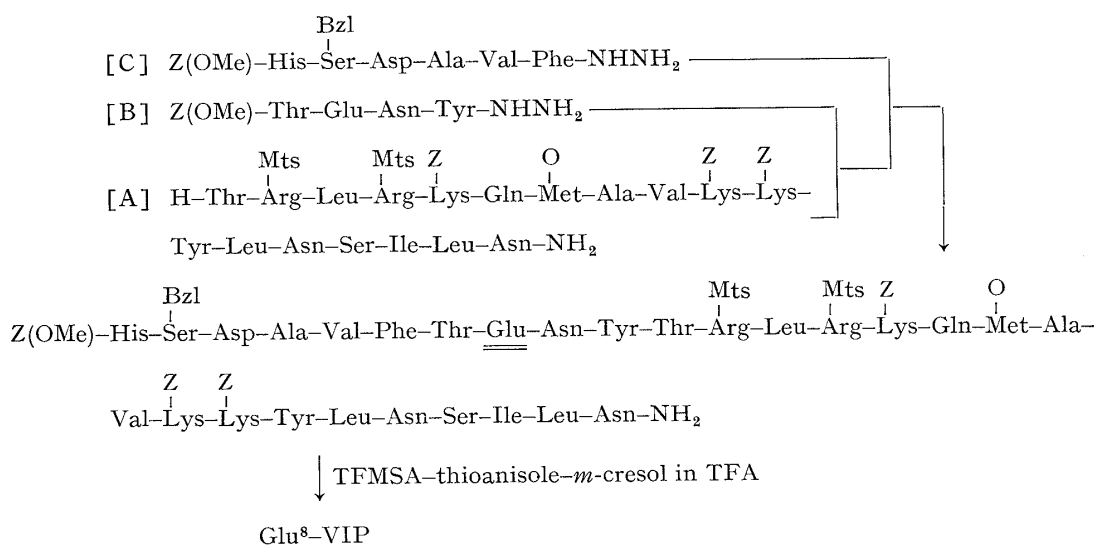 Bzl
[C] Z(OMe)–His–Ser–Asp–Ala–Val–Phe–NHNH₂
[B] Z(OMe)–Thr–Glu–Asn–Tyr–NHNH₂
Mts Mts Z O Z Z
[A] H–Thr–Arg–Leu–Arg–Lys–Gln–Met–Ala–Val–Lys–Lys–
Tyr–Leu–Asn–Ser–Ile–Leu–Asn–NH₂
Bzl Mts Mts Z O
Z(OMe)–His–Ser–Asp–Ala–Val–Phe–Thr–Glu–Asn–Tyr–Thr–Arg–Leu–Arg–Lys–Gln–Met–Ala–
Z Z
Val–Lys–Lys–Tyr–Leu–Asn–Ser–Ile–Leu–Asn–NH₂
TFMSA–thioanisole–m-cresol in TFA
Glu⁸–VIP